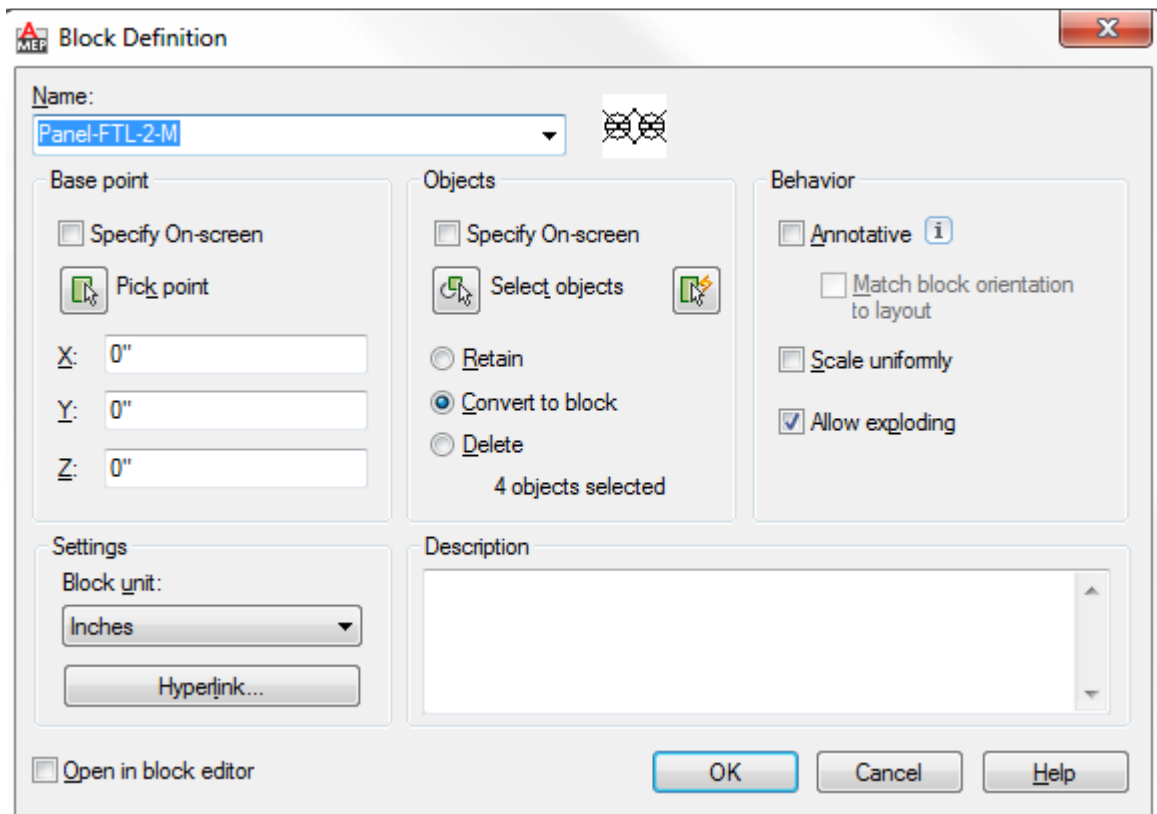 A
MEP
Block Definition
X
Name:
Panel-FTL-2-M
Base point
Specify On-screen
Pick point
X: 0"
Y: 0"
Z: 0"
Objects
Specify On-screen
Select objects
Retain
Convert to block
Delete
4 objects selected
Behavior
Annotative i
Match block orientation
to layout
Scale uniformly
Allow exploding
Settings
Block unit:
Inches
Hyperlink...
Description
Open in block editor
OK Cancel Help